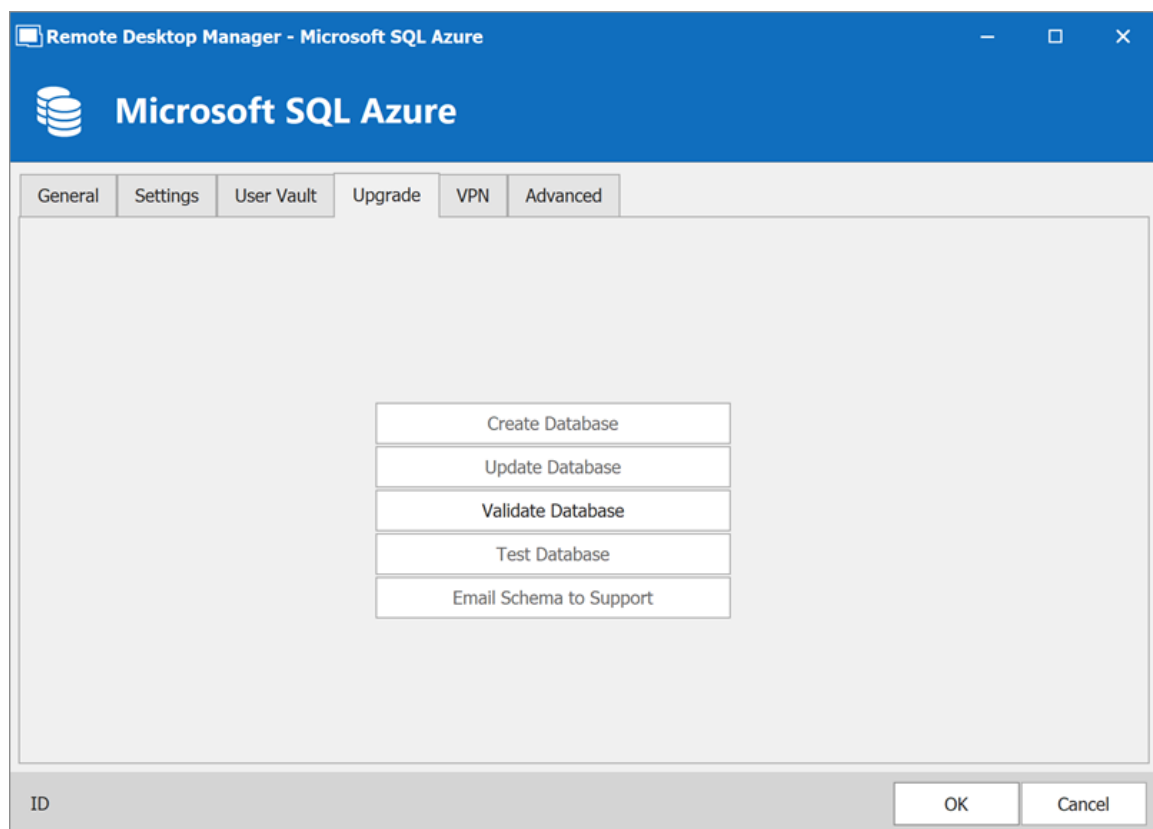 Remote Desktop Manager - Microsoft SQL Azure
Microsoft SQL Azure
General Settings User Vault Upgrade VPN Advanced
Create Database
Update Database
Validate Database
Test Database
Email Schema to Support
ID OK Cancel